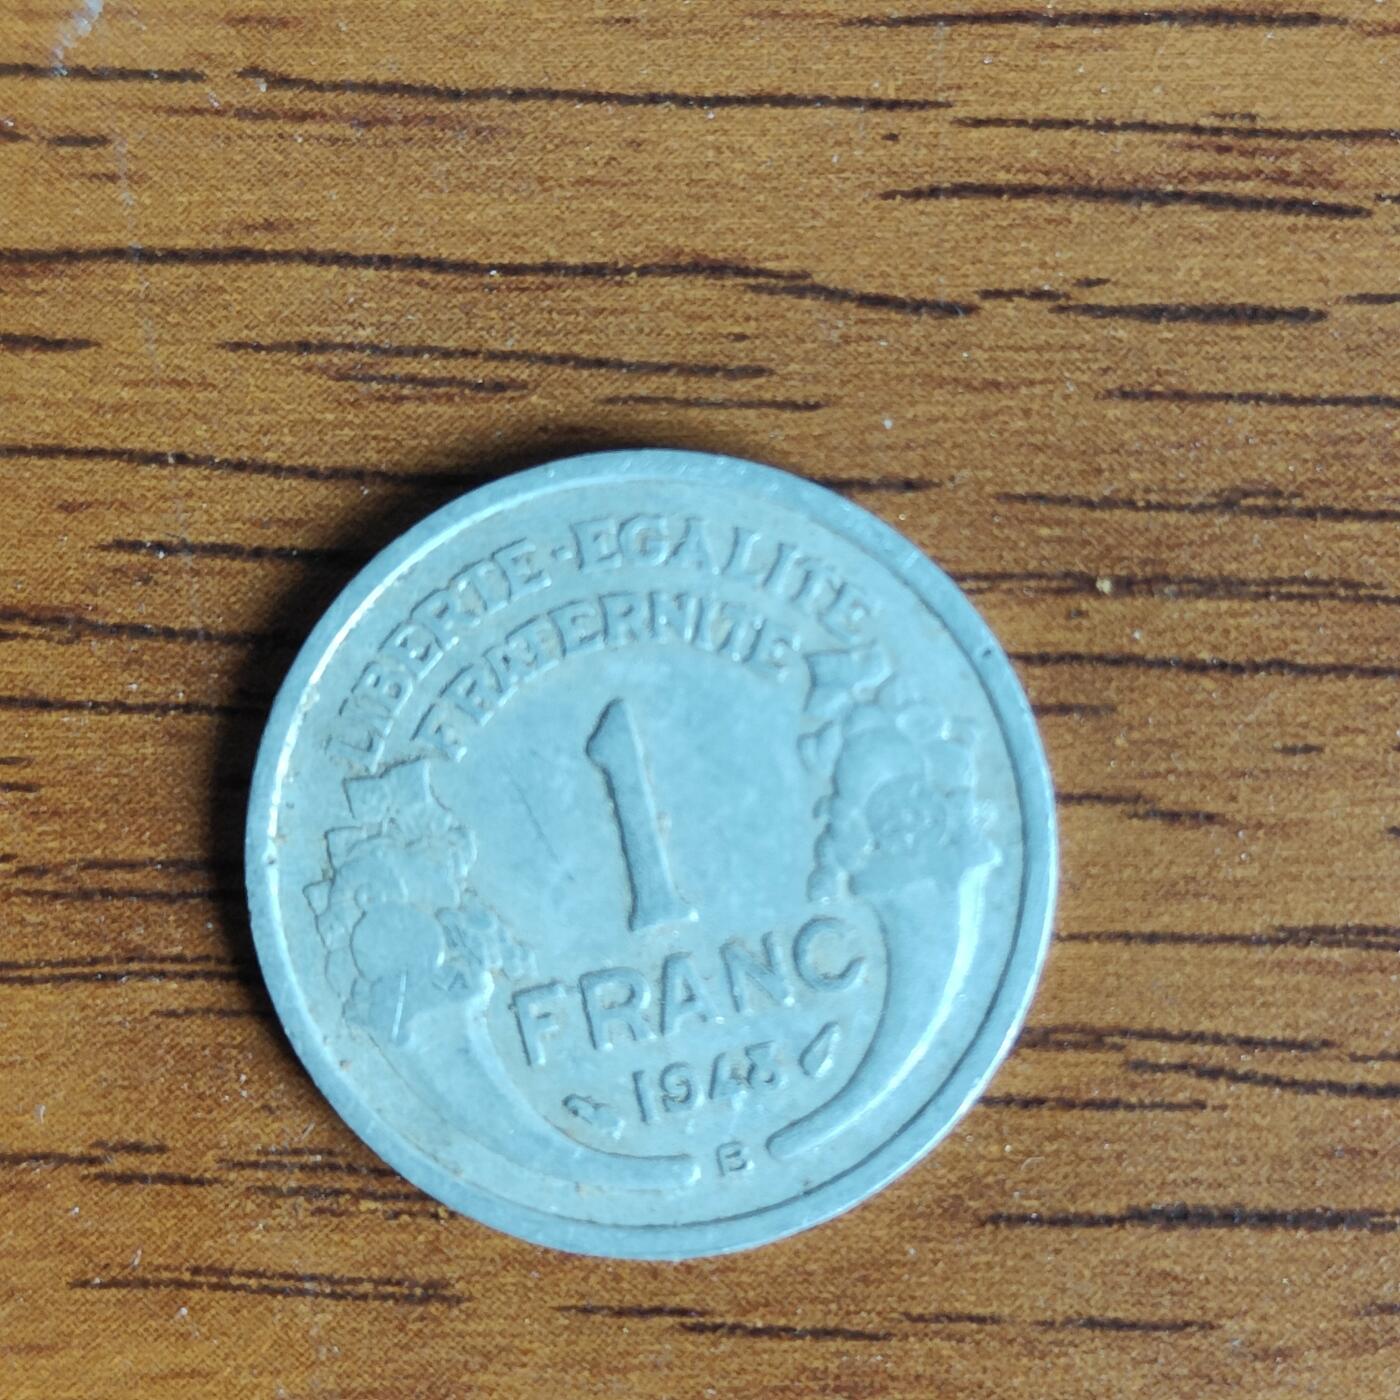 LIBERTE·EGALITE
FRATERNITE
1
FRANC
1948
B